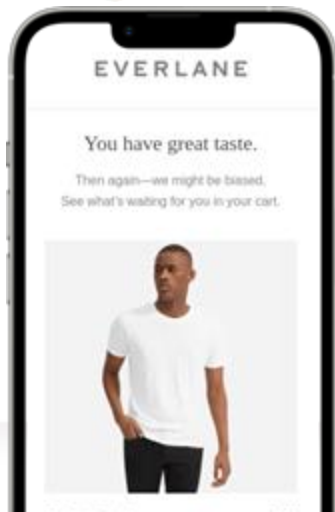 EVERLANE
You have great taste.
Then again—we might be biased.
See what's waiting for you in your cart.